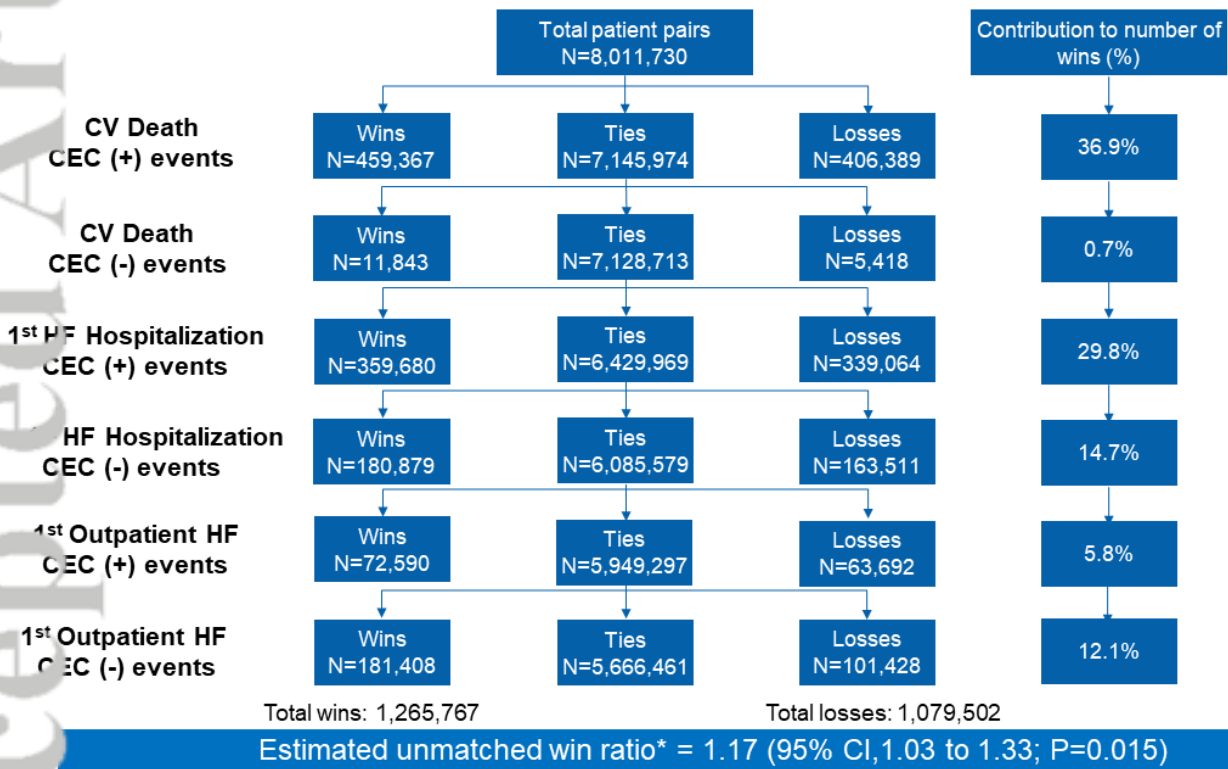 Total patient pairs
N=8,011,730
Contribution to number of
wins (%)
CV Death
CEC (+) events
Wins
N=459,367
Ties
N=7,145,974
Losses
N=406,389
36.9%
CV Death
CEC (-) events
Wins
N=11,843
Ties
N=7,128,713
Losses
N=5,418
0.7%
1st HF Hospitalization
CEC (+) events
Wins
N=359,680
Ties
N=6,429,969
Losses
N=339,064
29.8%
HF Hospitalization
CEC (-) events
Wins
N=180,879
Ties
N=6,085,579
Losses
N=163,511
14.7%
1st Outpatient HF
CEC (+) events
Wins
N=72,590
Ties
N=5,949,297
Losses
N=63,692
5.8%
1st Outpatient HF
CEC (-) events
Wins
N=181,408
Ties
N=5,666,461
Losses
N=101,428
12.1%
Total wins: 1,265,767
Total losses: 1,079,502
Estimated unmatched win ratio* = 1.17 (95% CI,1.03 to 1.33; P=0.015)